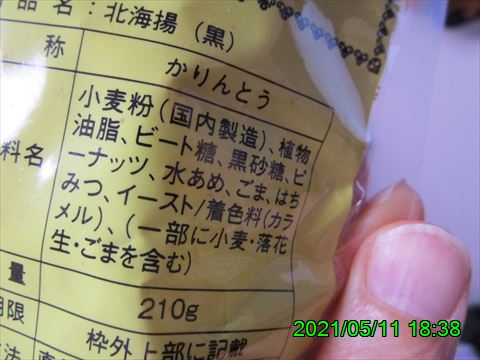 品名:北海揚(黒)
称 かりんとう
小麦粉(国内製造)、植物
油脂、ビート糖、黒砂糖、ピ
ーナッツ、水あめ、ごま、はち
みつ、イースト/着色料(カラ
メル)、(一部に小麦・落花
生・ごまを含む)
料名
量 210g
期限 枠外上部に記載
2021/05/11 18:38